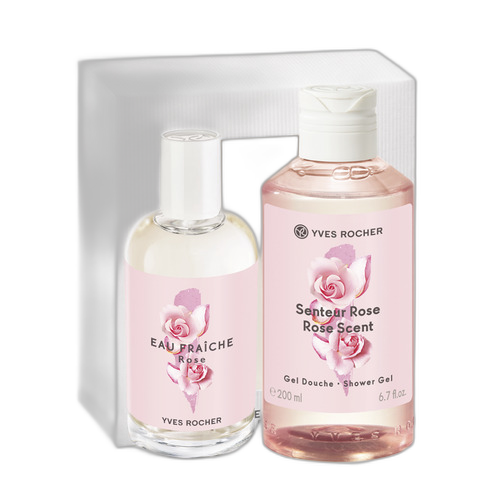 EAU FRAÎCHE
Rose
YVES ROCHER
YVES ROCHER
Senteur Rose
Rose Scent
Gel Douche • Shower Gel
℮ 200 ml 6.7 fl.oz.